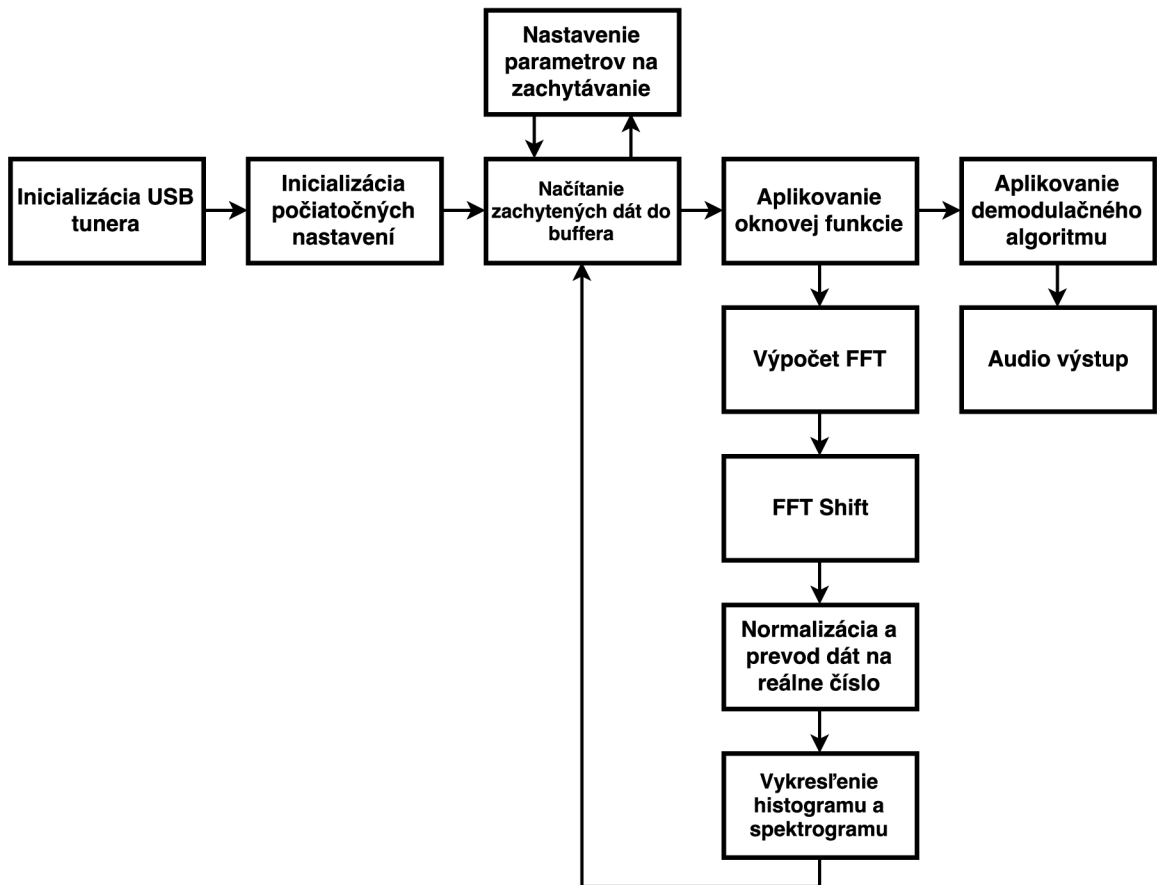 Nastavenie
parametrov na
zachytávanie
Inicializácia USB
tunera
Inicializácia
počiatočných
nastavení
Načítanie
zachytených dát do
buffera
Aplikovanie
oknovej funkcie
Aplikovanie
demodulačného
algoritmu
Výpočet FFT
Audio výstup
FFT Shift
Normalizácia a
prevod dát na
reálne číslo
Vykresľenie
histogramu a
spektrogramu